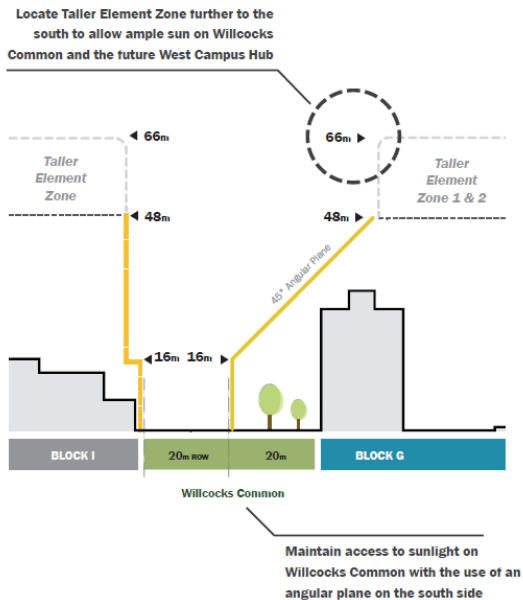 Locate Taller Element Zone further to the
south to allow ample sun on Willcocks
Common and the future West Campus Hub
66m
66m
Taller
Element
Zone
Taller
Element
Zone 1 & 2
48m
48m
45° Angular Plane
16m
16m
BLOCK I
20m ROW
20m
BLOCK G
Willcocks Common
Maintain access to sunlight on
Willcocks Common with the use of an
angular plane on the south side